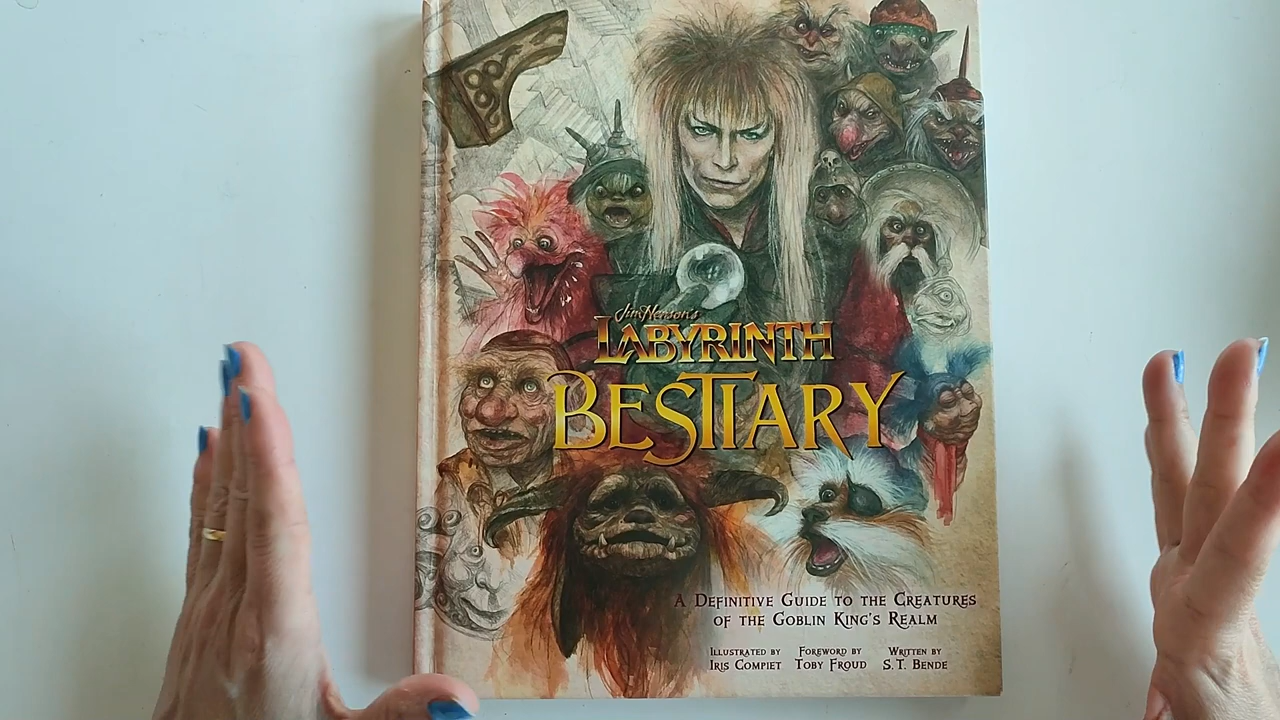 Jim Henson's
LABYRINTH
BESTIARY
A DEFINITIVE GUIDE TO THE CREATURES
OF THE GOBLIN KING'S REALM
ILLUSTRATED BY FOREWORD BY WRITTEN BY
IRIS COMPIET TOBY FROUD S.T. BENDE